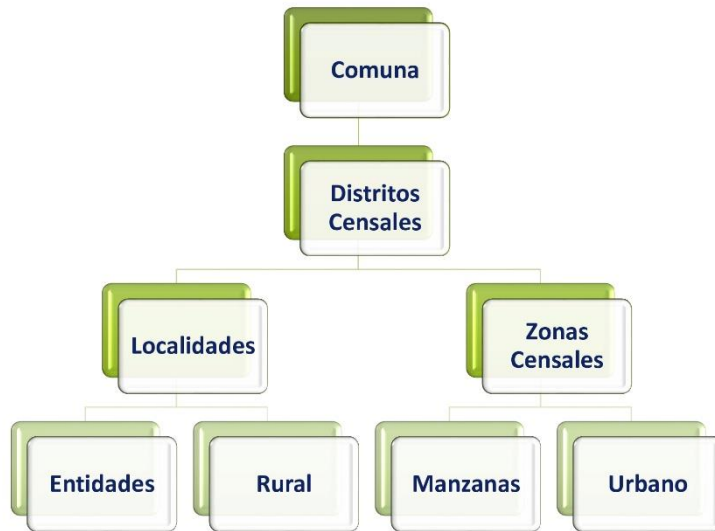 Comuna
Distritos
Censales
Localidades
Zonas
Censales
Entidades
Rural
Manzanas
Urbano